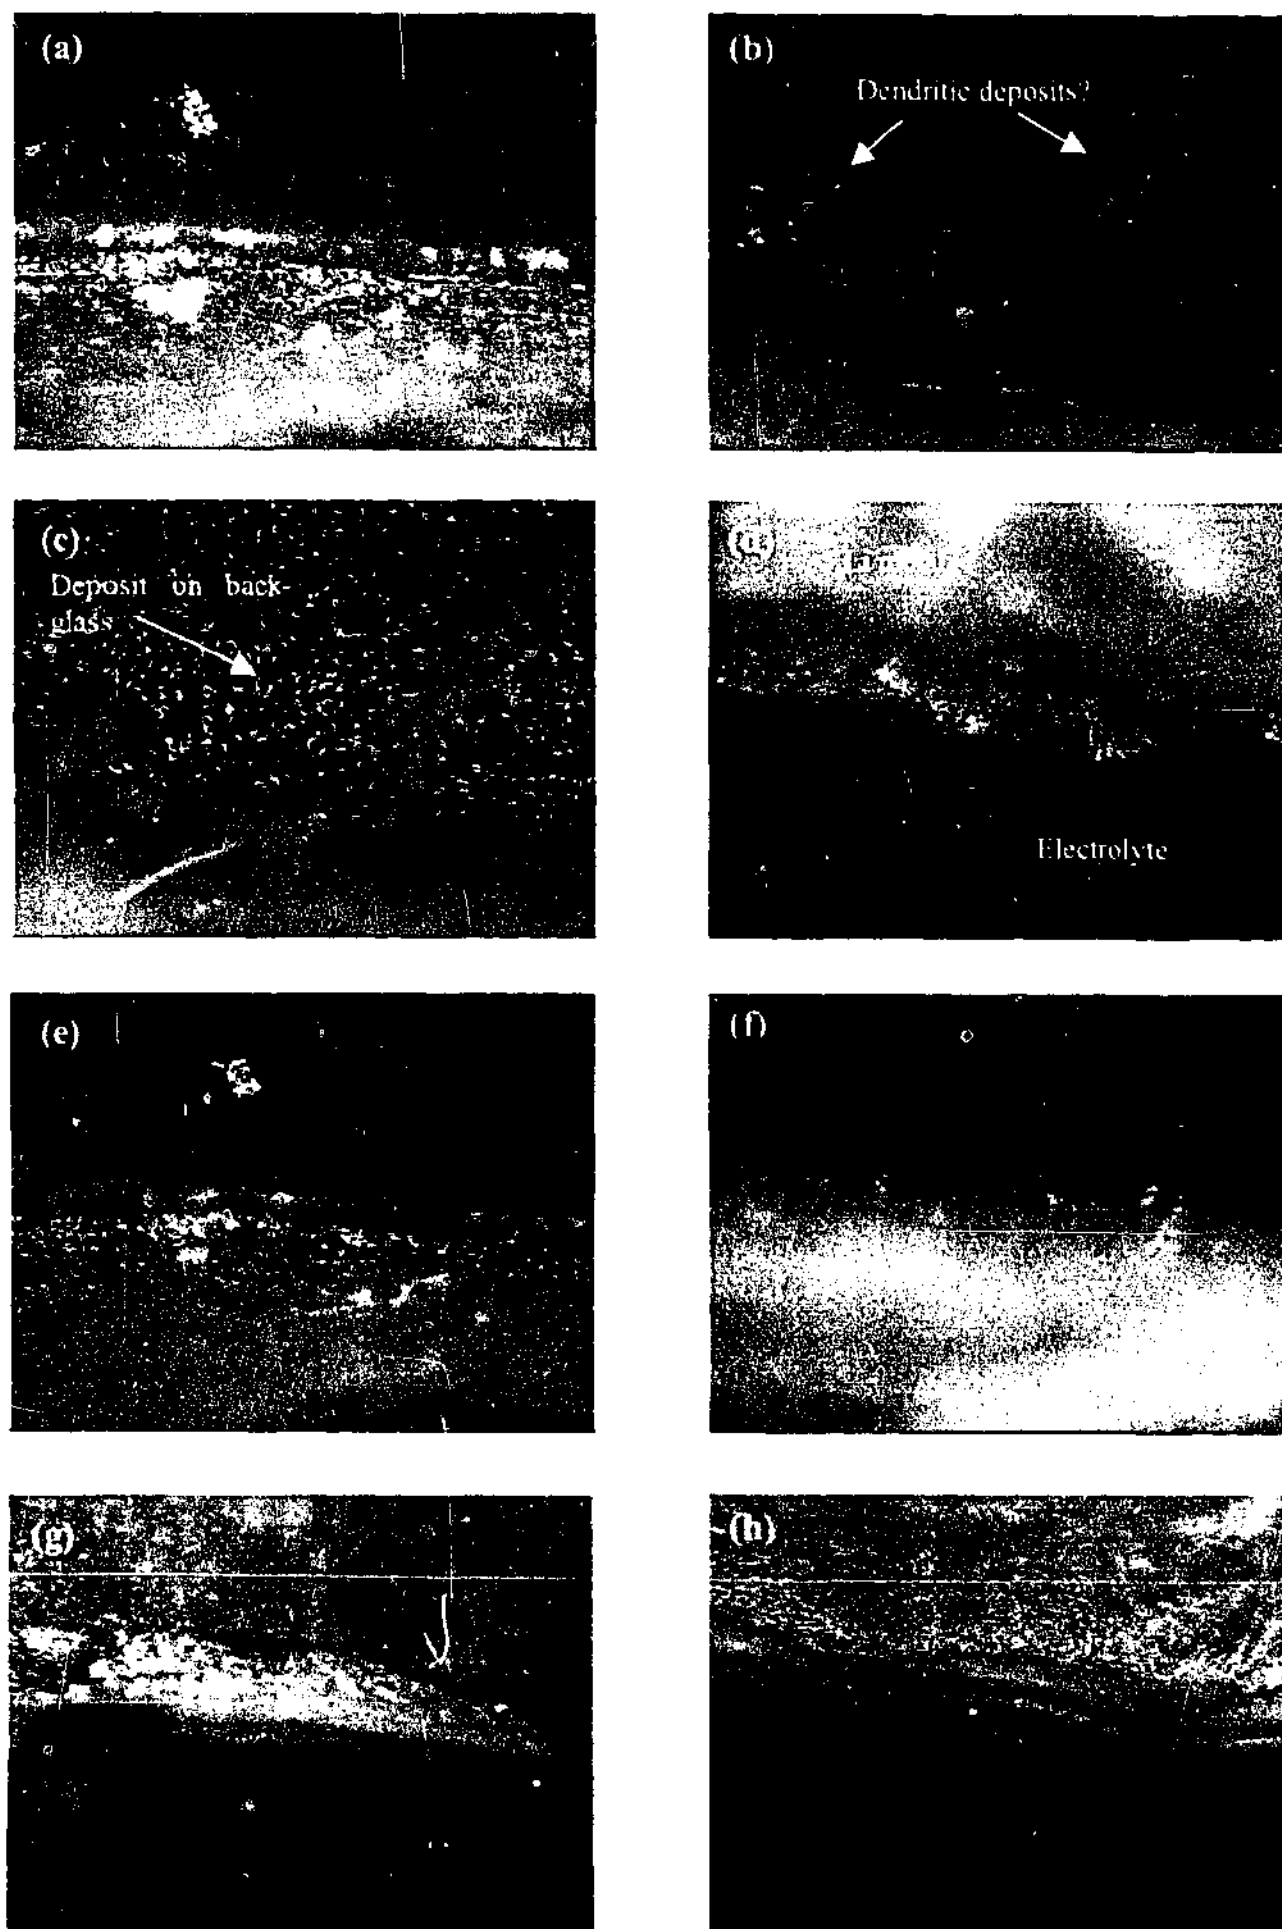 (a)
(b)
Dendritic deposits?
(c)
Deposit on back-
glass
(d)
Electrolyte
(e)
(f)
(g)
(h)